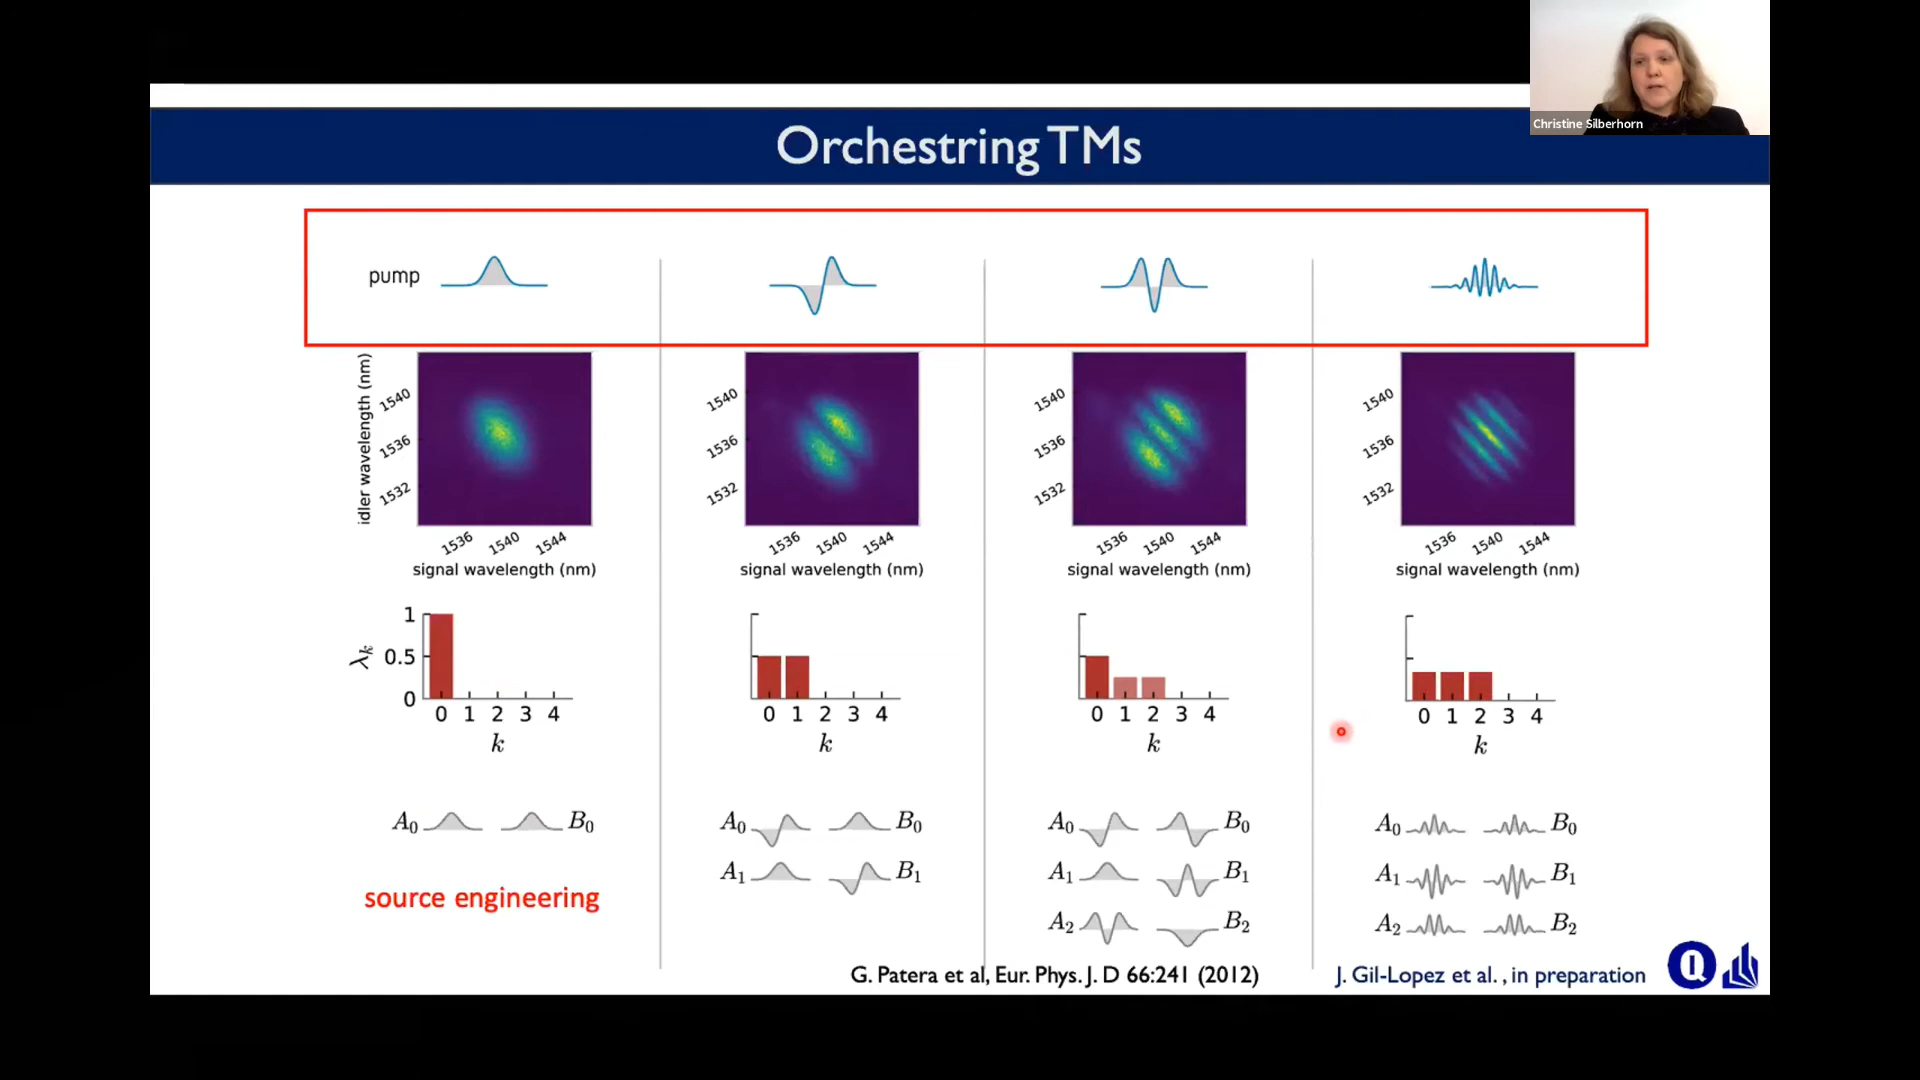 Christine Silberhorn
Orchestring TMs
pump
idler wavelength (nm)
1540
1536
1532
1536 1540 1544
signal wavelength (nm)
1540
1536
1532
1536 1540 1544
signal wavelength (nm)
1540
1536
1532
1536 1540 1544
signal wavelength (nm)
1540
1536
1532
1536 1540 1544
signal wavelength (nm)
λk
1
0.5
0
0 1 2 3 4
k
0 1 2 3 4
k
0 1 2 3 4
k
0 1 2 3 4
k
A0 B0
source engineering
A0 B0
A1 B1
A0 B0
A1 B1
A2 B2
A0 B0
A1 B1
A2 B2
G. Patera et al, Eur. Phys. J. D 66:241 (2012)
J. Gil-Lopez et al. , in preparation
Q